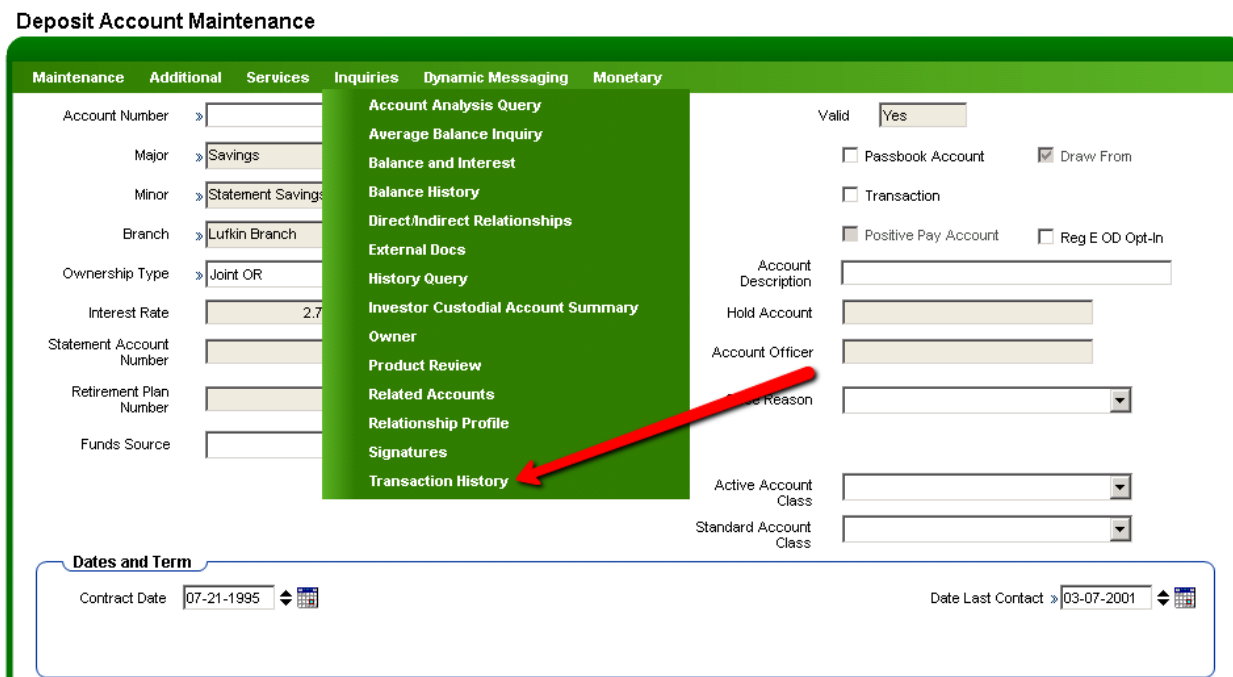 Deposit Account Maintenance
Maintenance Additional Services Inquiries Dynamic Messaging Monetary
Account Number »
Major » Savings
Minor » Statement Savings
Branch » Lufkin Branch
Ownership Type » Joint OR
Interest Rate 2.7
Statement Account
Number
Retirement Plan
Number
Funds Source
Account Analysis Query
Average Balance Inquiry
Balance and Interest
Balance History
Direct/Indirect Relationships
External Docs
History Query
Investor Custodial Account Summary
Owner
Product Review
Related Accounts
Relationship Profile
Signatures
Transaction History
Valid Yes
Passbook Account Draw From
Transaction
Positive Pay Account Reg E OD Opt-In
Account
Description
Hold Account
Account Officer
Reason
Active Account
Class
Standard Account
Class
Dates and Term
Contract Date 07-21-1995
Date Last Contact » 03-07-2001